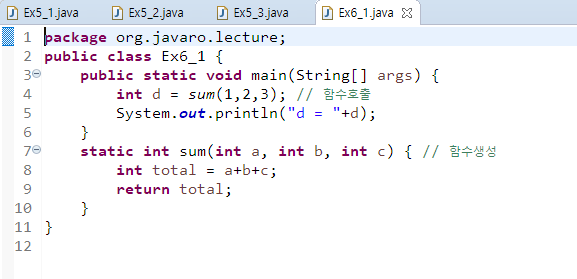 Ex5_1.java Ex5_2.java Ex5_3.java Ex6_1.java
1 package org.javaro.lecture;
2 public class Ex6_1 {
3 public static void main(String[] args) {
4 int d = sum(1,2,3); // 함수호출
5 System.out.println("d = "+d);
6 }
7 static int sum(int a, int b, int c) { // 함수생성
8 int total = a+b+c;
9 return total;
10 }
11 }
12